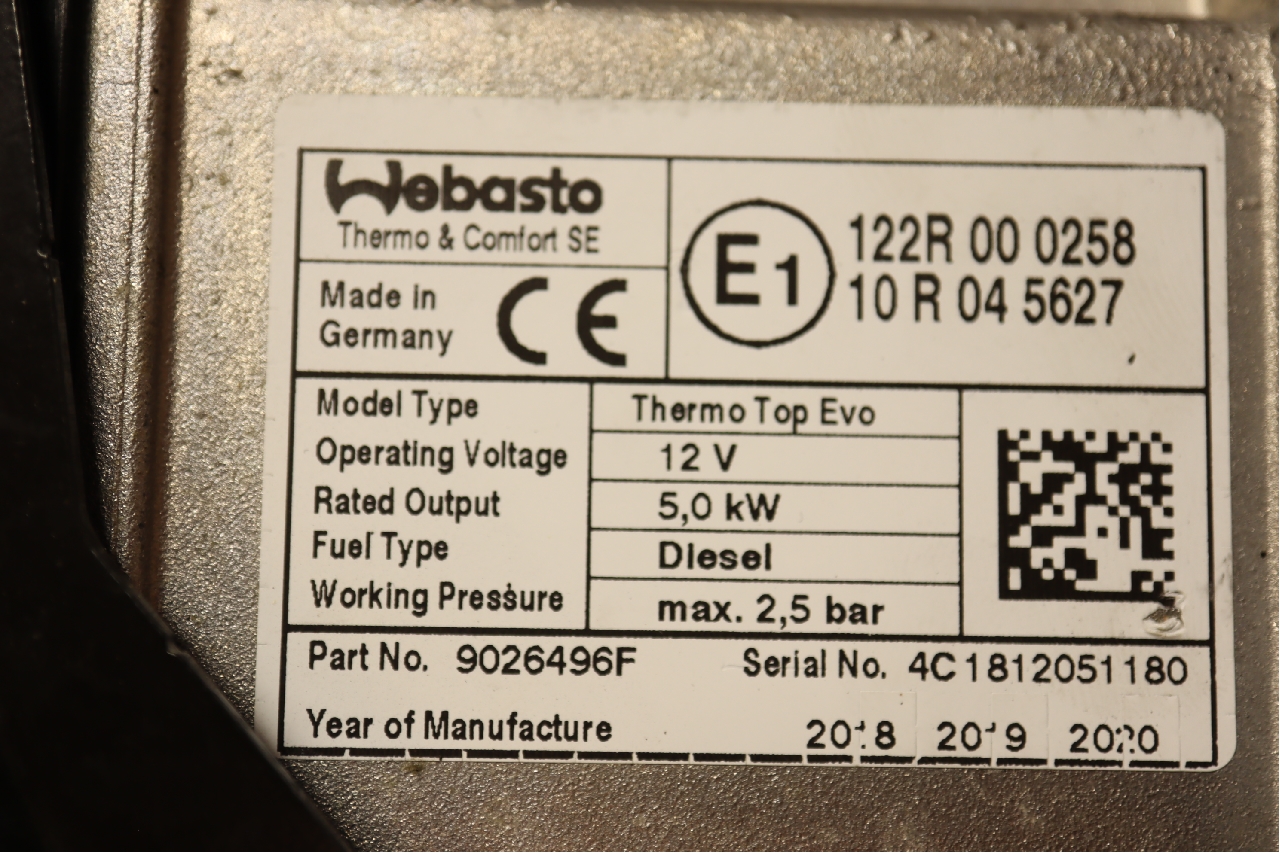 Webasto
Thermo & Comfort SE
Made in
Germany
CE
E1
122R 00 0258
10 R 04 5627
Model Type Thermo Top Evo
Operating Voltage 12 V
Rated Output 5,0 kW
Fuel Type Diesel
Working Pressure max. 2,5 bar
Part No. 9026496F Serial No. 4C1812051180
Year of Manufacture 2018 2019 2020